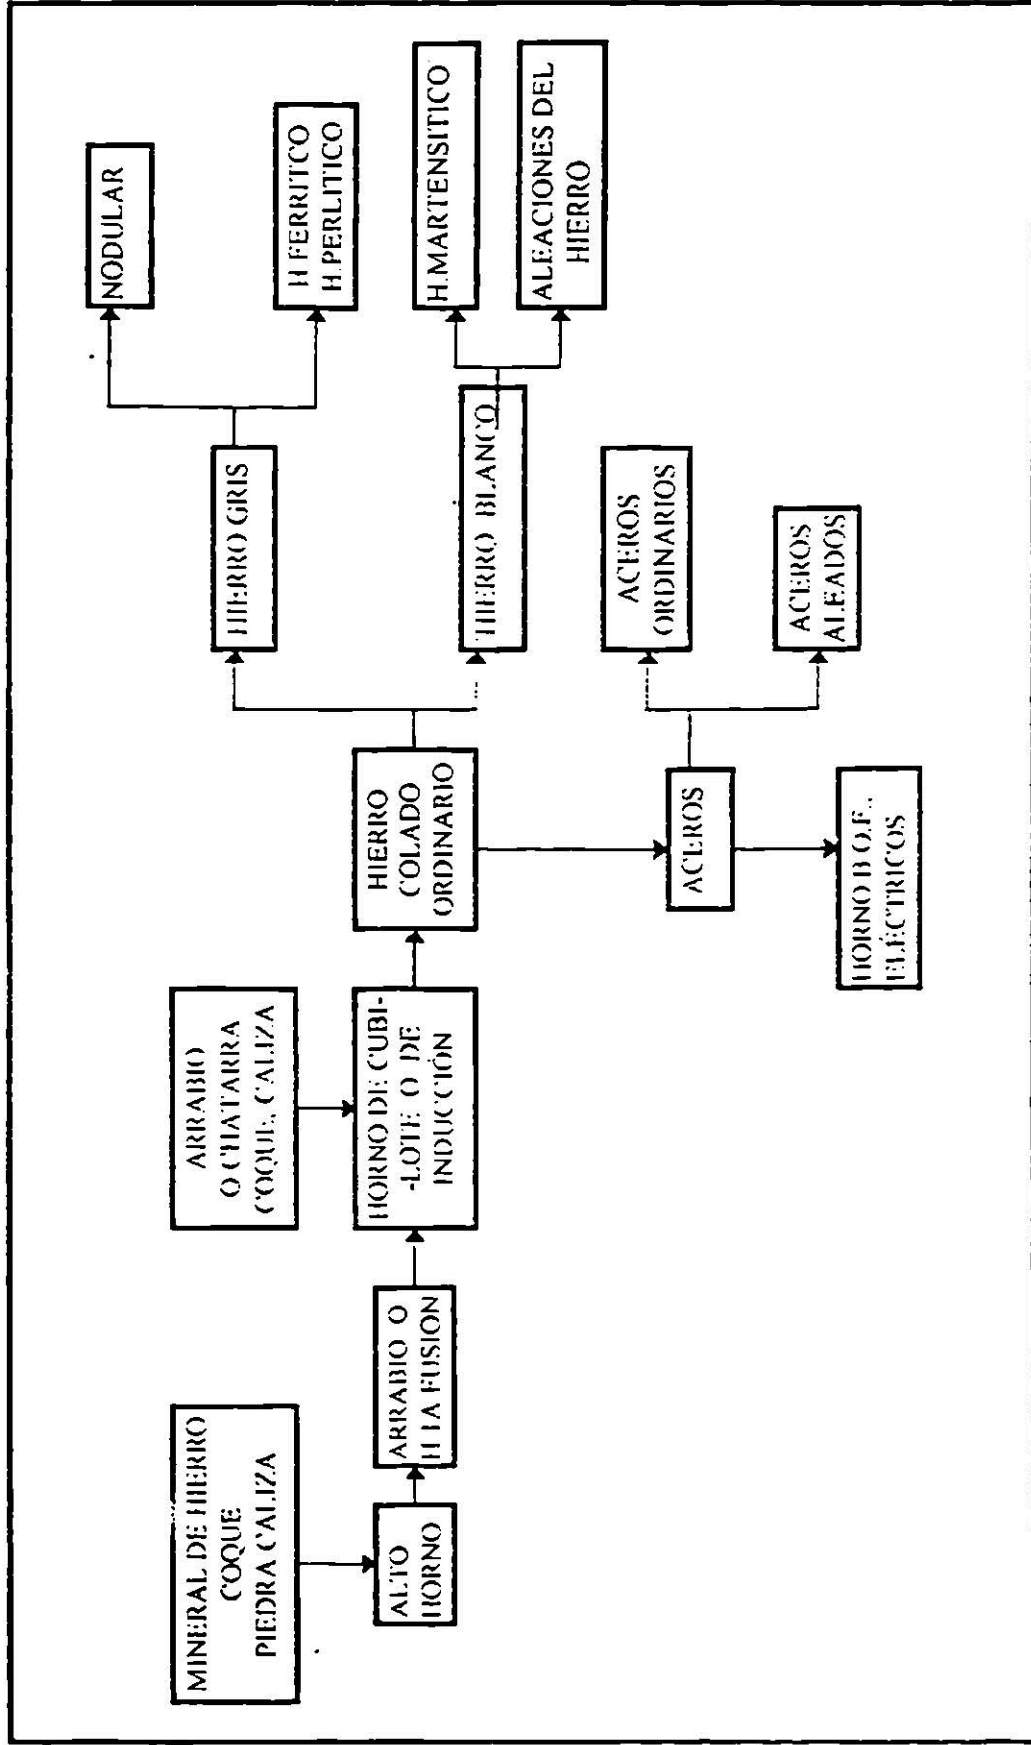 MINERAL DE HIERRO
COQUE
PIEDRA CALIZA
ALTO
HORNO
ARRABIO O
H LA FUSION
ARRABIO
O CHATARRA
COQUE, CALIZA
HORNO DE CUBI-
-LOTE O DE
INDUCCIÓN
HIERRO
COLADO
ORDINARIO
HIERRO GRIS
NODULAR
H FERRITCO
H.PERLITICO
HIERRO BLANCO
H.MARTENSITICO
ALEACIONES DEL
HIERRO
ACEROS
ACEROS
ORDINARIOS
ACEROS
ALEADOS
HORNO B.O.F.,
ELÉCTRICOS